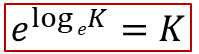 e^{log_e K} = K